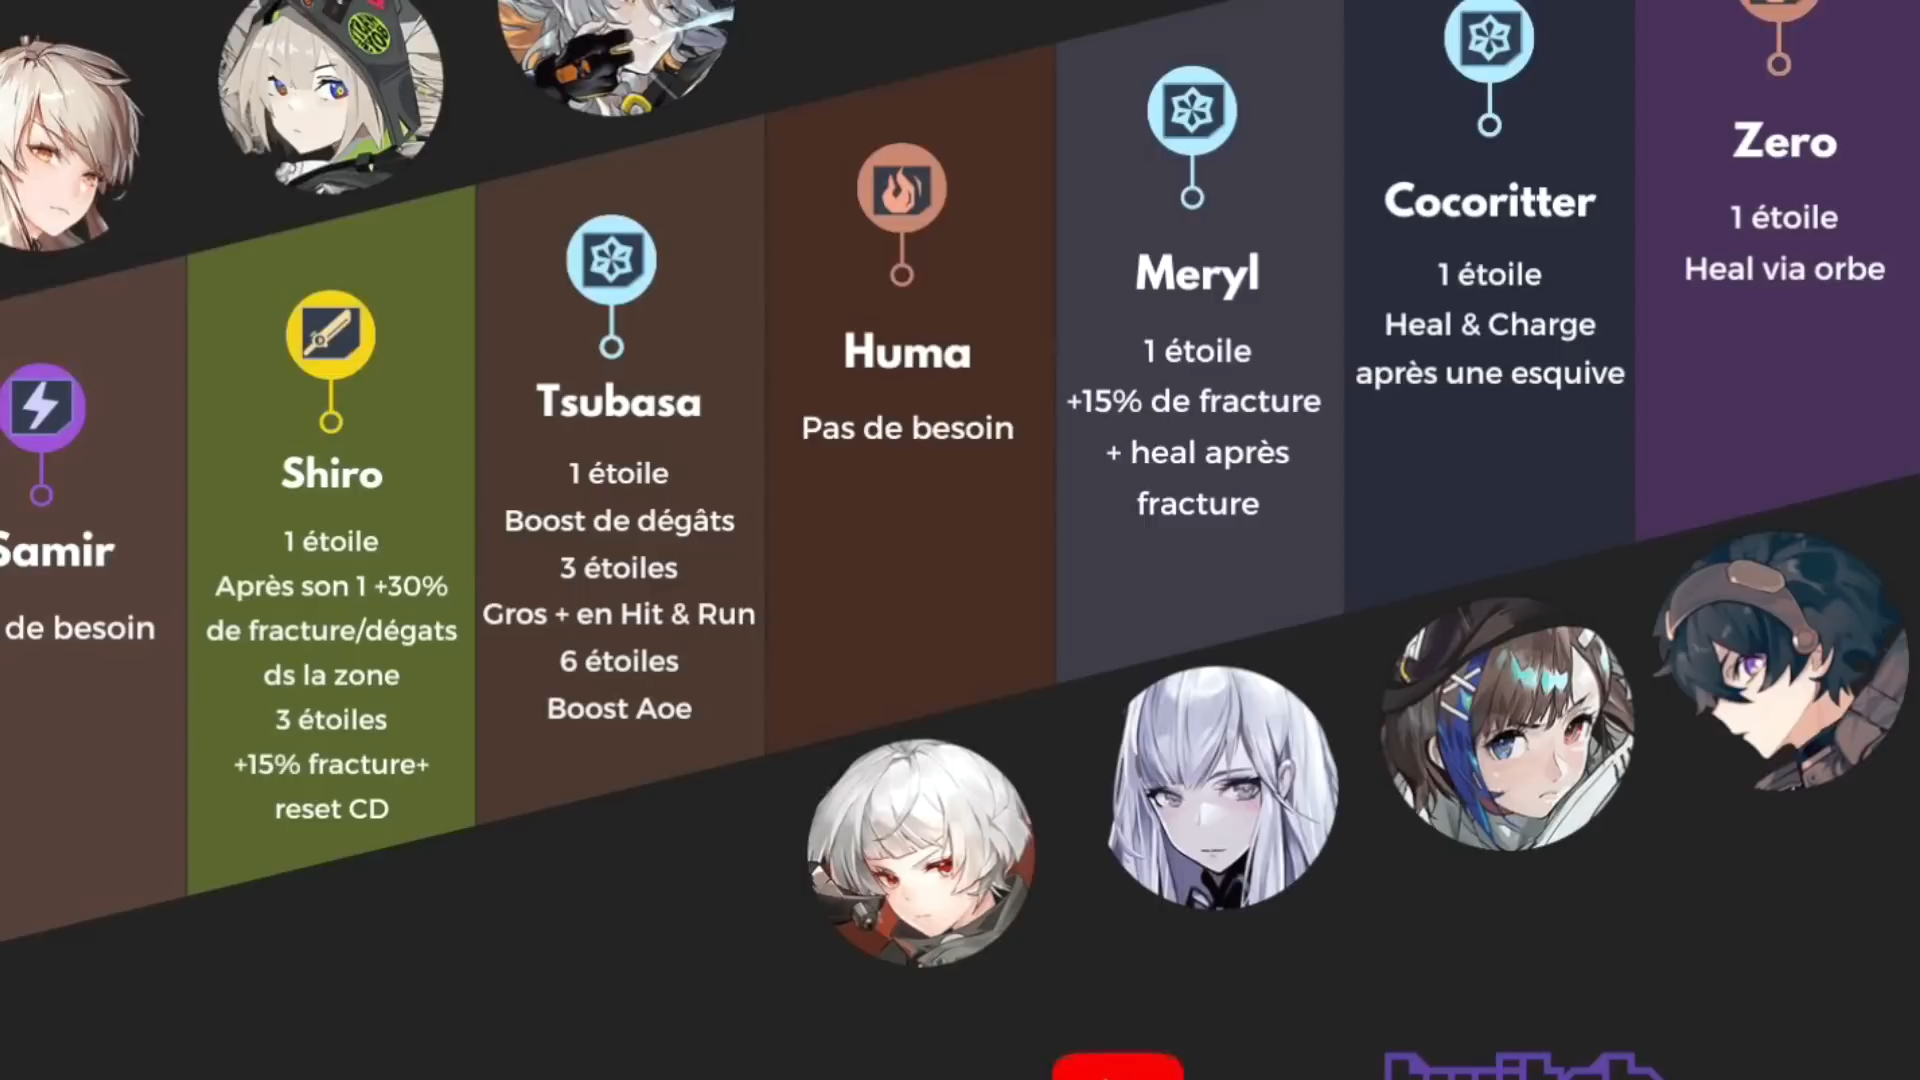 Samir
de besoin
Shiro
1 étoile
Après son 1 +30%
de fracture/dégats
ds la zone
3 étoiles
+15% fracture+
reset CD
Tsubasa
1 étoile
Boost de dégâts
3 étoiles
Gros + en Hit & Run
6 étoiles
Boost Aoe
Huma
Pas de besoin
Meryl
1 étoile
+15% de fracture
+ heal après
fracture
Cocoritter
1 étoile
Heal & Charge
après une esquive
Zero
1 étoile
Heal via orbe